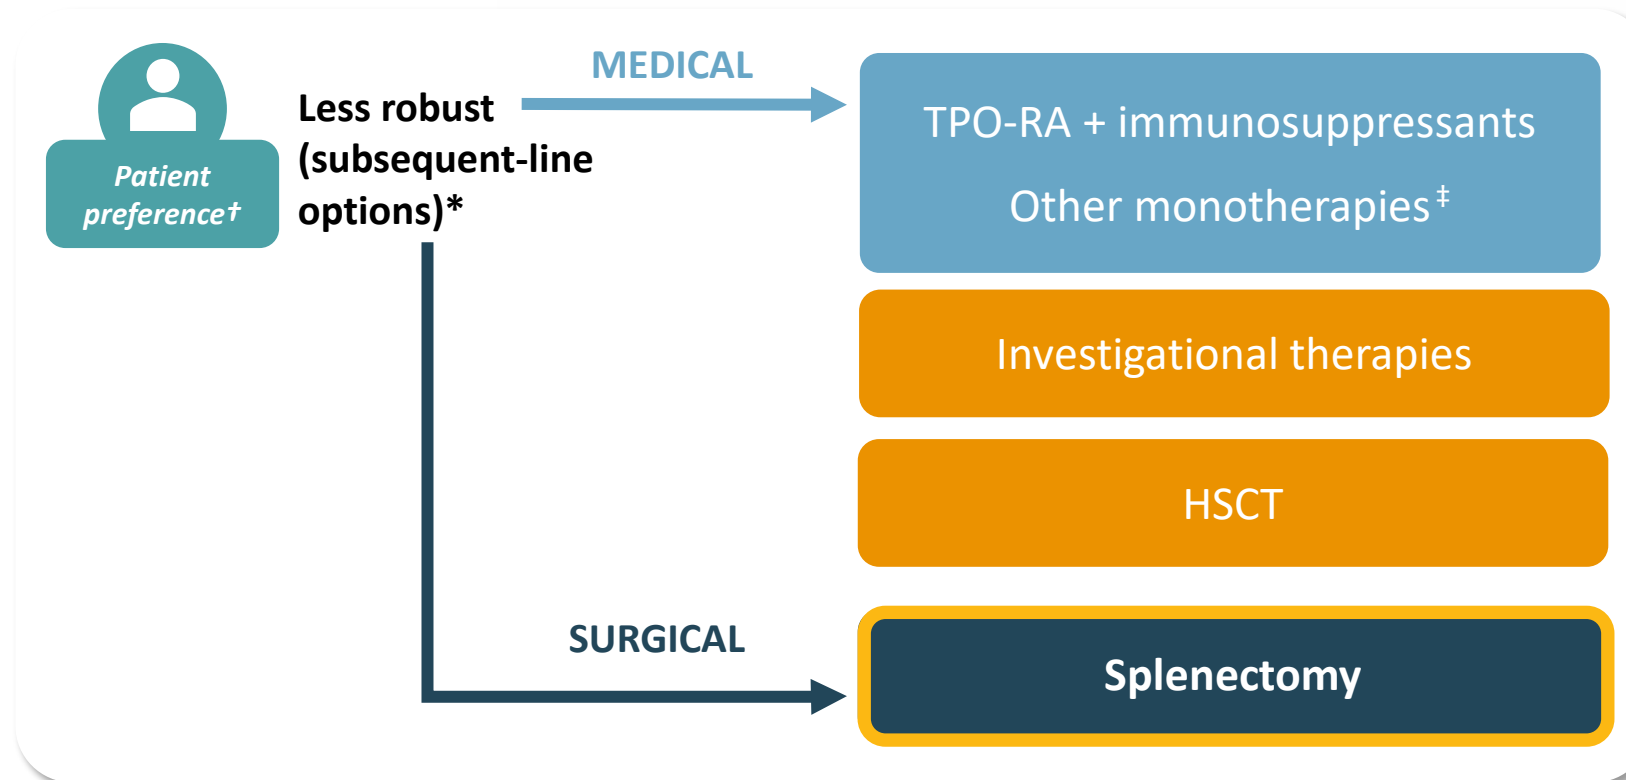 Patient
preference†
Less robust
(subsequent-line
options)*
MEDICAL
TPO-RA + immunosuppressants
Other monotherapies‡
Investigational therapies
HSCT
SURGICAL
Splenectomy